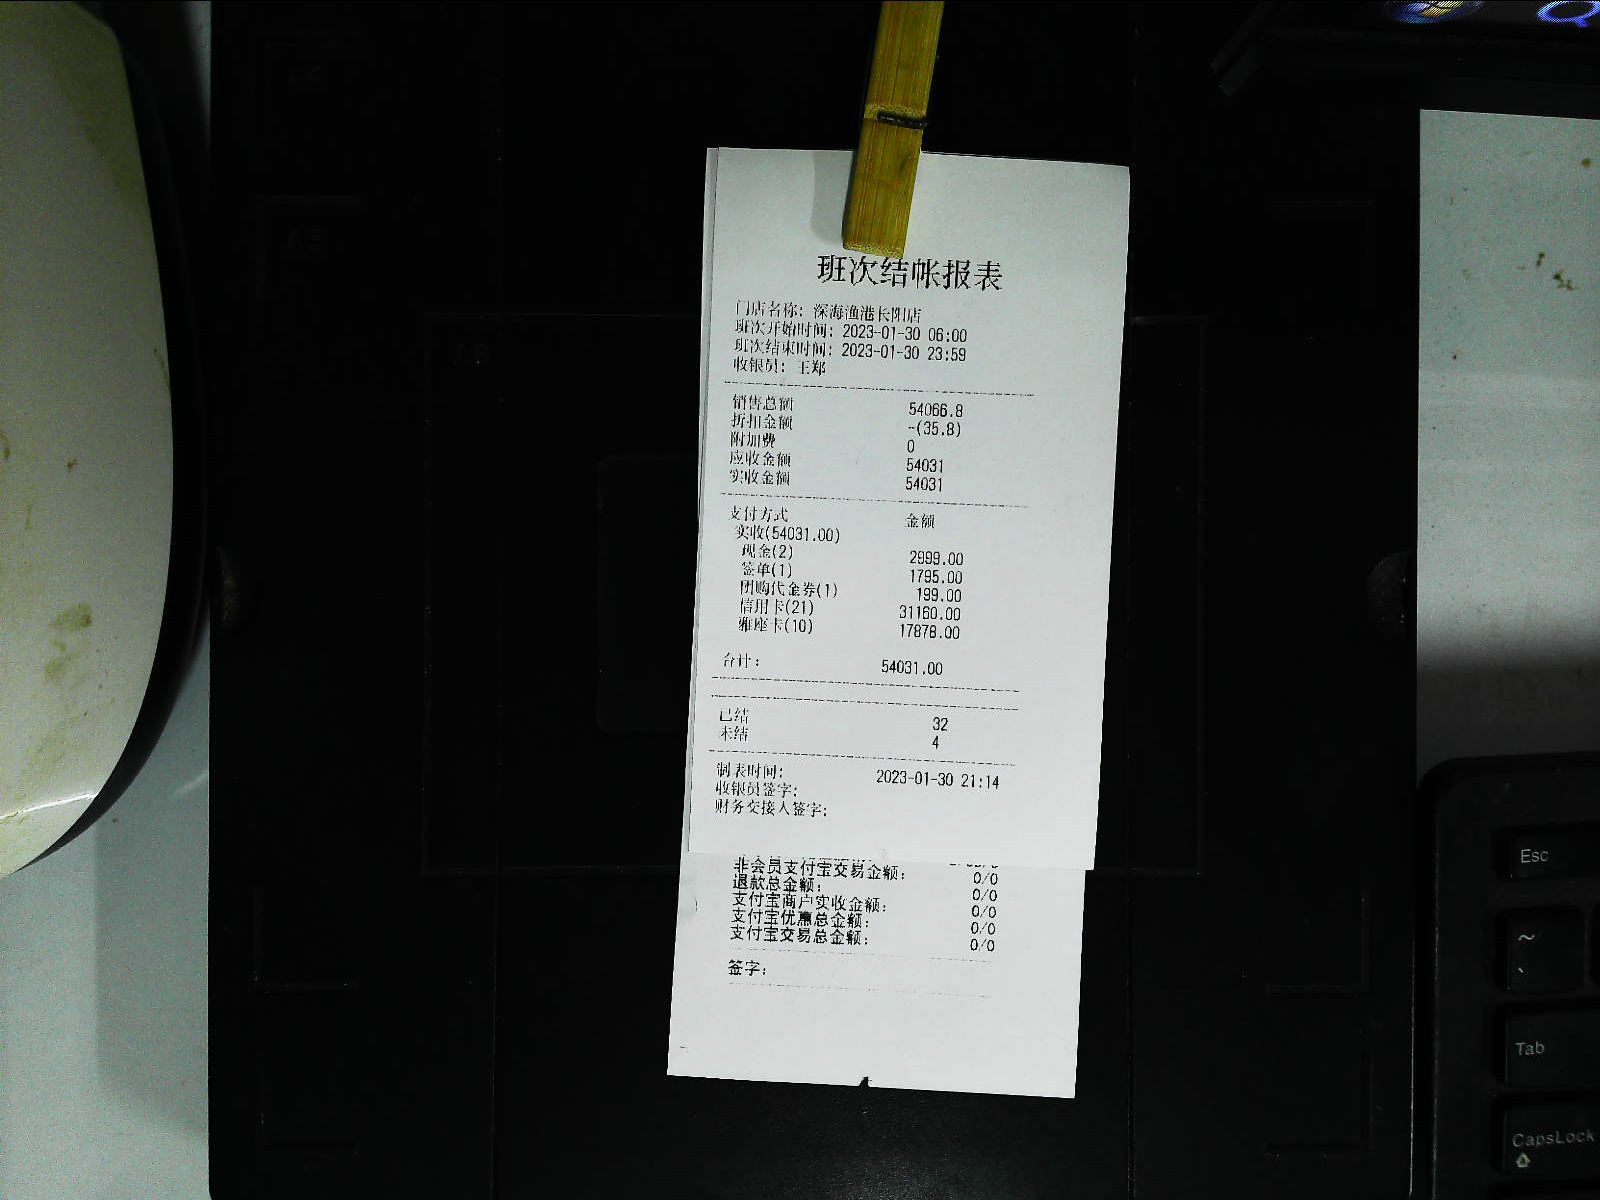 班次结帐报表
门店名称: 深海渔港长阳店
班次开始时间: 2023-01-30 06:00
班次结束时间: 2023-01-30 23:59
收银员: 王郑
销售总额 54066.8
折扣金额 -(35.8)
附加费 0
应收金额 54031
实收金额 54031
支付方式 金额
实收(54031.00)
现金(2) 2999.00
签单(1) 1795.00
团购代金券(1) 199.00
信用卡(21) 31160.00
雅座卡(10) 17878.00
合计: 54031.00
已结 32
未结 4
制表时间: 2023-01-30 21:14
收银员签字:
财务交接人签字:
非会员支付宝交易金额: 0/0
退款总金额: 0/0
支付宝商户实收金额: 0/0
支付宝优惠总金额: 0/0
支付宝交易总金额: 0/0
签字:
Esc
~
`
Tab
CapsLock